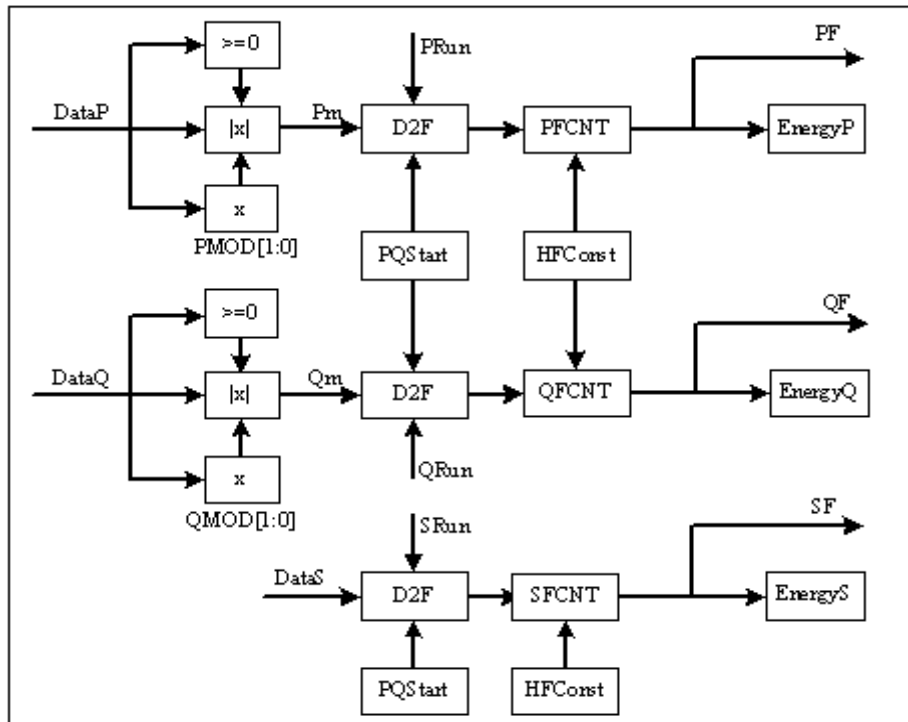 >=0
PRun
PF
DataP
|x|
Pm
D2F
PFCNT
EnergyP
x
PMOD[1:0]
PQStart
HFConst
>=0
QF
DataQ
|x|
Qm
D2F
QFCNT
EnergyQ
x
QRun
QMOD[1:0]
SRun
SF
DataS
D2F
SFCNT
EnergyS
PQStart
HFConst